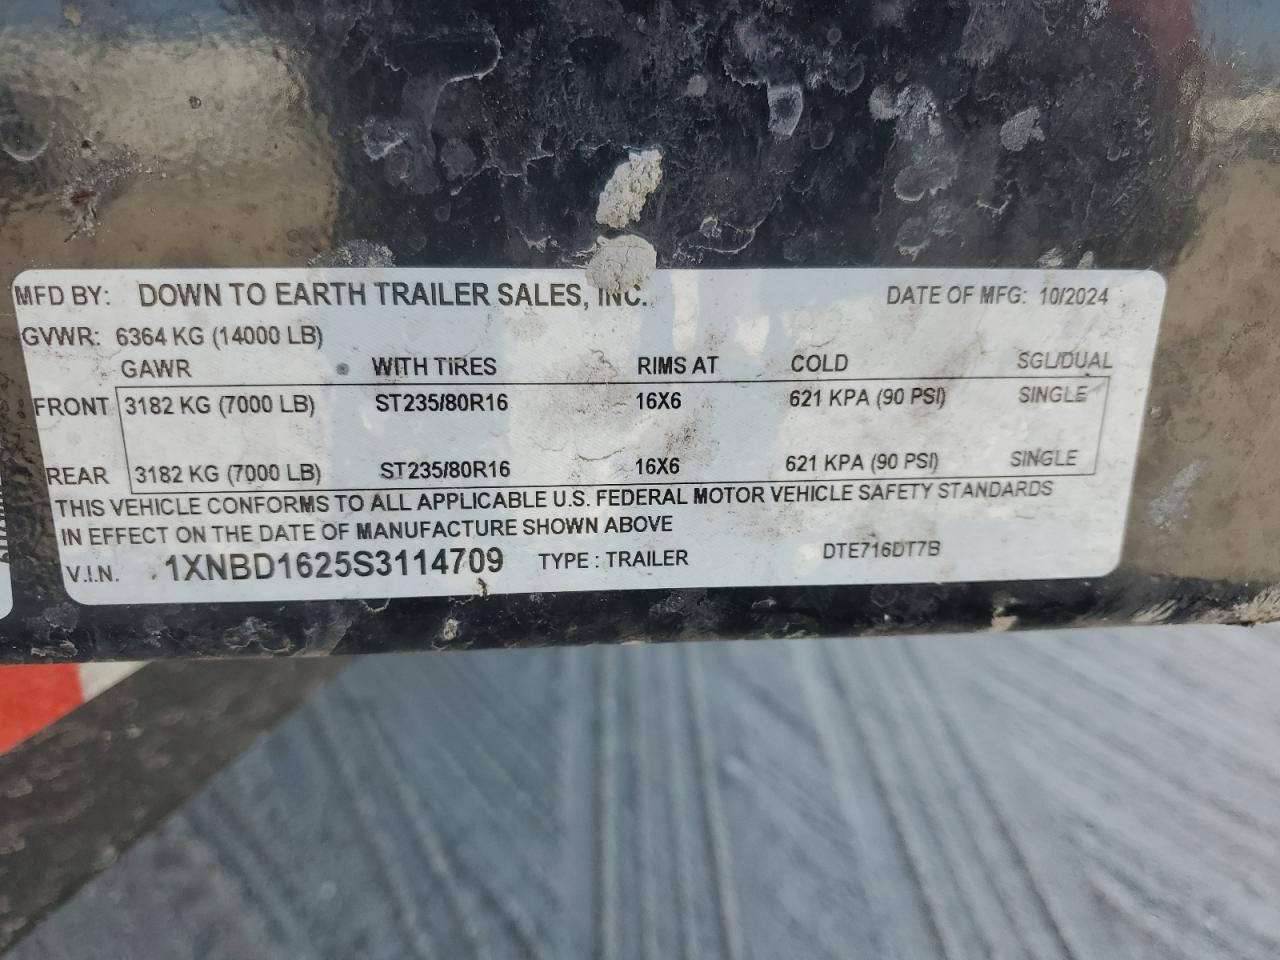 MFD BY: DOWN TO EARTH TRAILER SALES, INC. DATE OF MFG: 10/2024
GVWR: 6364 KG (14000 LB)
GAWR WITH TIRES RIMS AT COLD SGL/DUAL
FRONT 3182 KG (7000 LB) ST235/80R16 16X6 621 KPA (90 PSI) SINGLE
REAR 3182 KG (7000 LB) ST235/80R16 16X6 621 KPA (90 PSI) SINGLE
THIS VEHICLE CONFORMS TO ALL APPLICABLE U.S. FEDERAL MOTOR VEHICLE SAFETY STANDARDS
IN EFFECT ON THE DATE OF MANUFACTURE SHOWN ABOVE
V.I.N. 1XNBD1625S3114709 TYPE : TRAILER DTE716DT7B